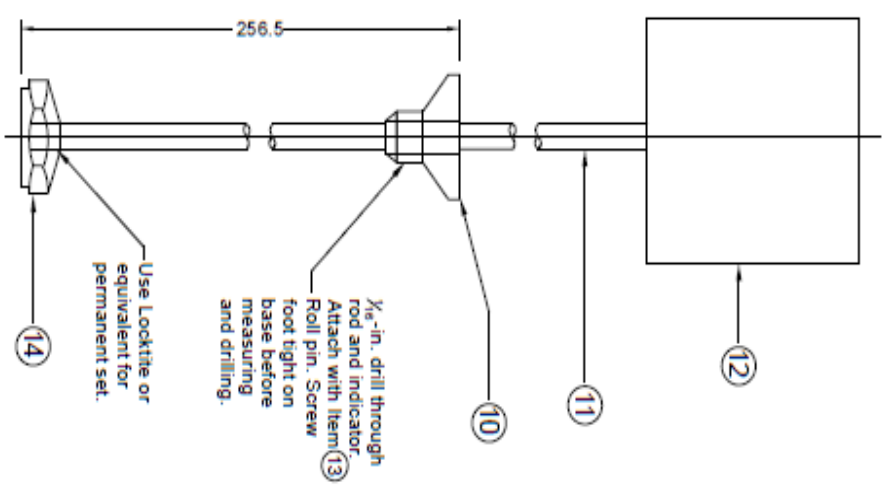 256.5
⑫
⑪
⑩
1/16-in. drill through
rod and indicator.
Attach with Item ⑬
Roll pin. Screw
foot tight on
base before
measuring
and drilling.
Use Locktite or
equivalent for
permanent set.
⑭